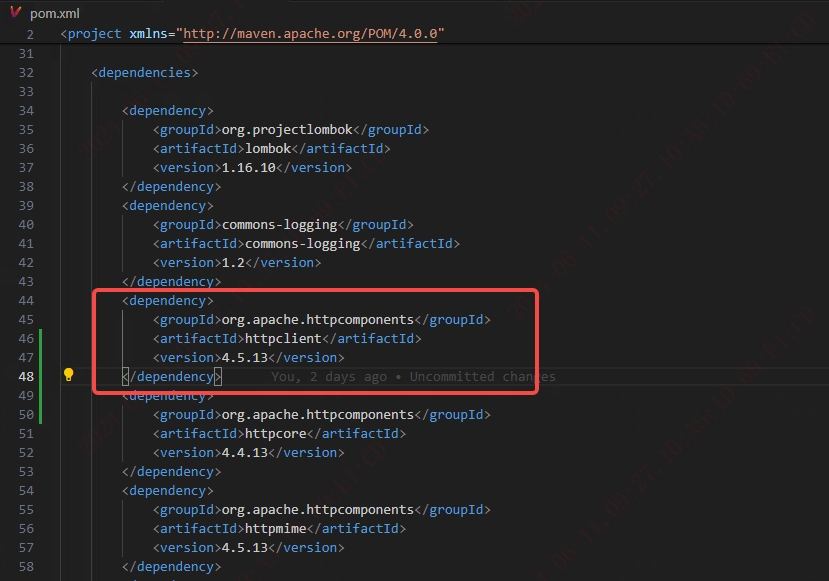 pom.xml
2 <project xmlns="http://maven.apache.org/POM/4.0.0"
31
32 <dependencies>
33
34 <dependency>
35 <groupId>org.projectlombok</groupId>
36 <artifactId>lombok</artifactId>
37 <version>1.16.10</version>
38 </dependency>
39 <dependency>
40 <groupId>commons-logging</groupId>
41 <artifactId>commons-logging</artifactId>
42 <version>1.2</version>
43 </dependency>
44 <dependency>
45 <groupId>org.apache.httpcomponents</groupId>
46 <artifactId>httpclient</artifactId>
47 <version>4.5.13</version>
48 </dependency> You, 2 days ago • Uncommitted changes
49 <dependency>
50 <groupId>org.apache.httpcomponents</groupId>
51 <artifactId>httpcore</artifactId>
52 <version>4.4.13</version>
53 </dependency>
54 <dependency>
55 <groupId>org.apache.httpcomponents</groupId>
56 <artifactId>httpmime</artifactId>
57 <version>4.5.13</version>
58 </dependency>